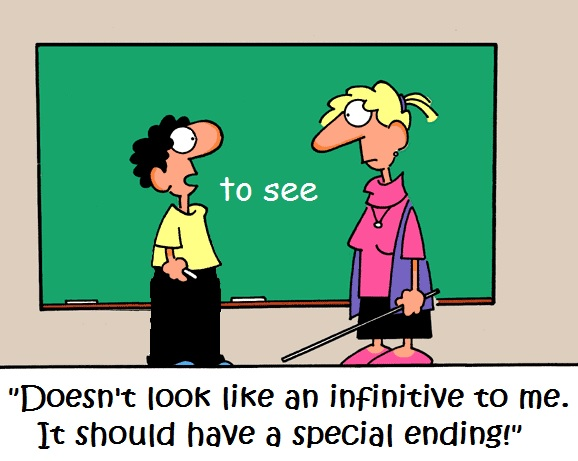 to see
"Doesn't look like an infinitive to me.
It should have a special ending!"